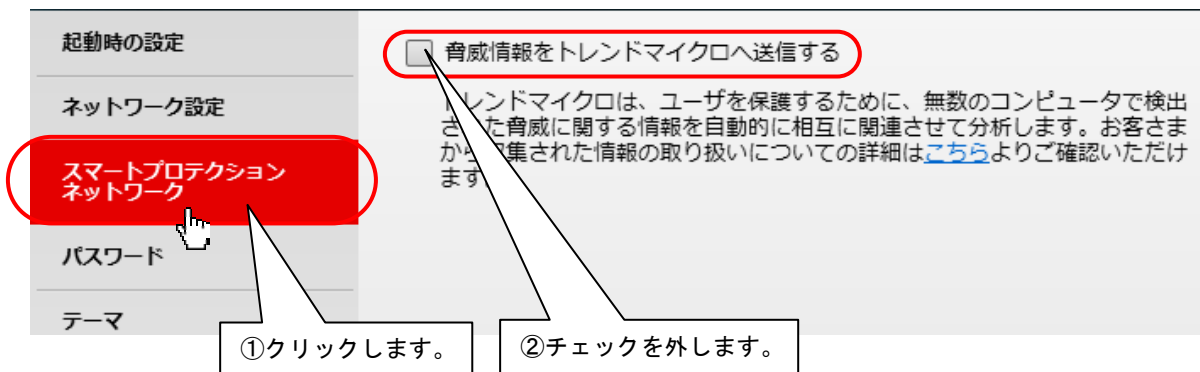 起動時の設定
ネットワーク設定
スマートプロテクション
ネットワーク
パスワード
テーマ
脅威情報をトレンドマイクロへ送信する
トレンドマイクロは、ユーザを保護するために、無数のコンピュータで検出
された脅威に関する情報を自動的に相互に関連させて分析します。お客さま
から収集された情報の取り扱いについての詳細はこちらよりご確認いただけ
ます。
①クリックします。
②チェックを外します。